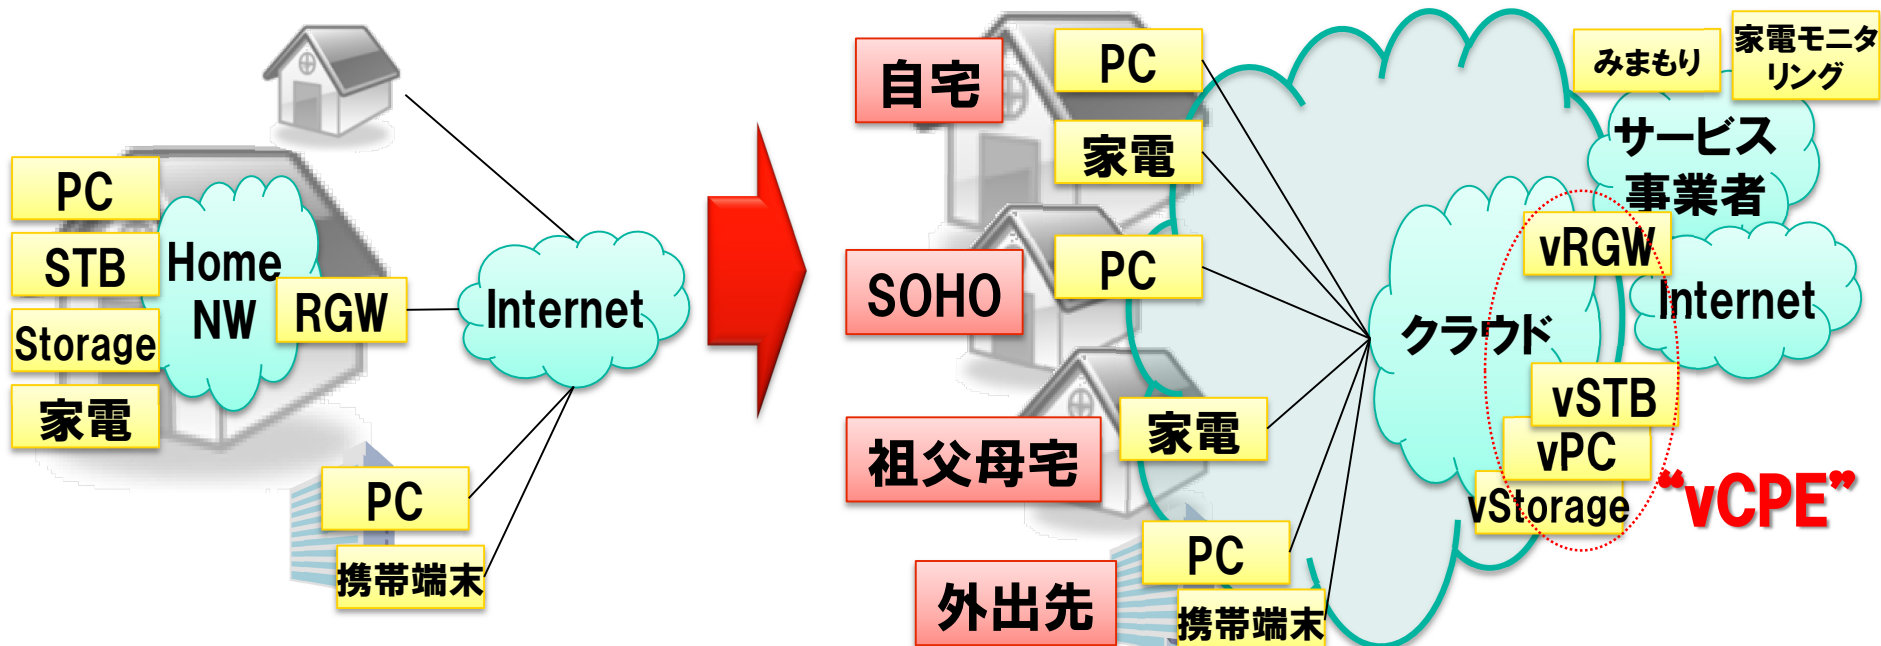 PC
STB
Storage
家電
Home
NW
RGW
Internet
PC
携帯端末
自宅
PC
家電
SOHO
PC
祖父母宅
家電
外出先
PC
携帯端末
みまもり
家電モニタ
リング
サービス
事業者
vRGW
Internet
クラウド
vSTB
vPC
vStorage
“vCPE”